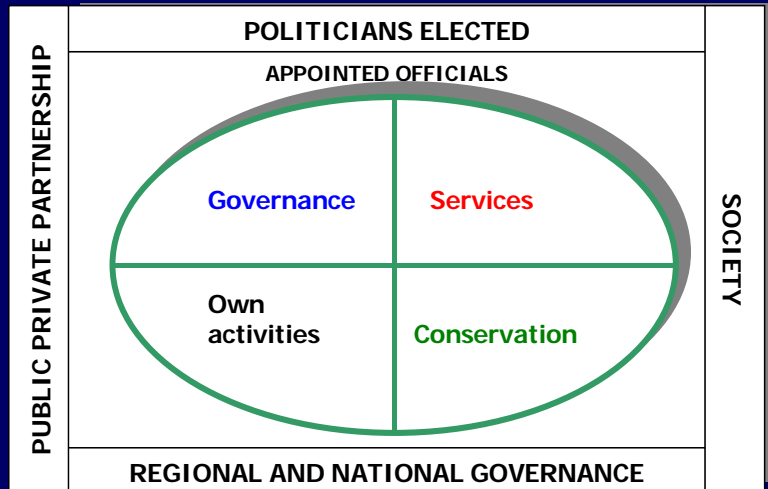 POLITICIANS ELECTED
APPOINTED OFFICIALS
PUBLIC PRIVATE PARTNERSHIP
Governance
Services
SOCIETY
Own
activities
Conservation
REGIONAL AND NATIONAL GOVERNANCE